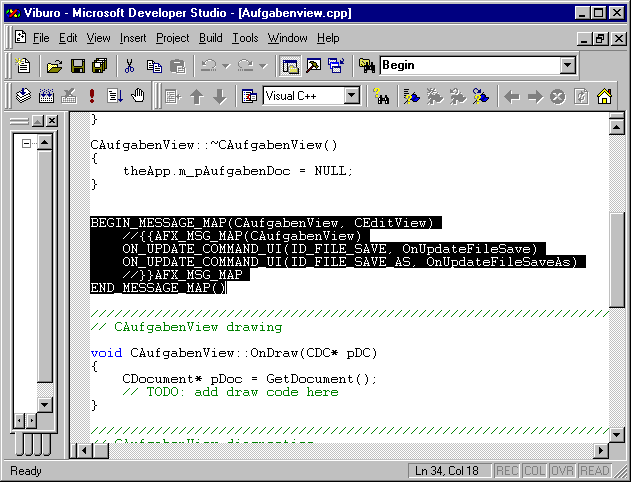 Viburo - Microsoft Developer Studio - [Aufgabenview.cpp]
File Edit View Insert Project Build Tools Window Help
Begin
Visual C++
}
CAufgabenView::~CAufgabenView()
{
theApp.m_pAufgabenDoc = NULL;
}
BEGIN_MESSAGE_MAP(CAufgabenView, CEditView)
//{{AFX_MSG_MAP(CAufgabenView)
ON_UPDATE_COMMAND_UI(ID_FILE_SAVE, OnUpdateFileSave)
ON_UPDATE_COMMAND_UI(ID_FILE_SAVE_AS, OnUpdateFileSaveAs)
//}}AFX_MSG_MAP
END_MESSAGE_MAP()
/////////////////////////////////////////////////////////////////
// CAufgabenView drawing
void CAufgabenView::OnDraw(CDC* pDC)
{
CDocument* pDoc = GetDocument();
// TODO: add draw code here
}
/////////////////////////////////////////////////////////////////
// CAufgabenView diagnostics
Ready
Ln 34, Col 18 REC COL OVR READ